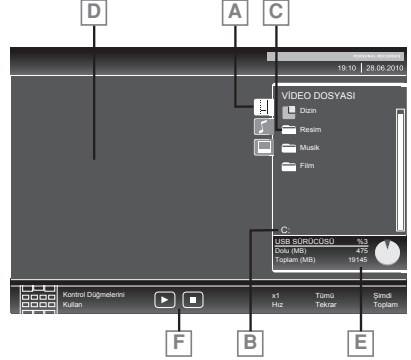 D A C
PERSONAL RECORDER
19:10 28.06.2010
VİDEO DOSYASI
Dizin
Resim
Musik
Film
C:
USB SÜRÜCÜSÜ %3
Dolu (MB) 475
Toplam (MB) 19145
Kontrol Düğmelerini
Kullan
x1 Tümü Şimdi
Hız Tekrar Toplam
F B E